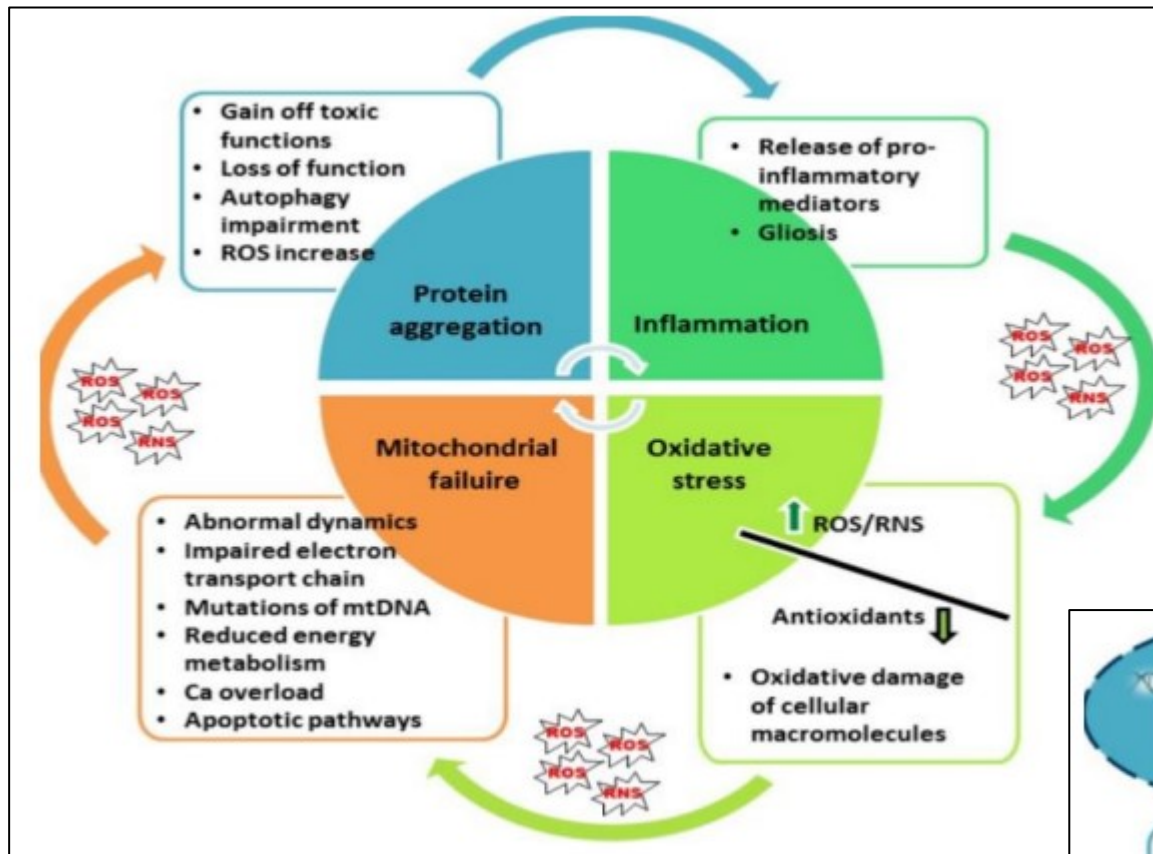 • Gain off toxic
functions
• Loss of function
• Autophagy
impairment
• ROS increase
Protein
aggregation
• Release of pro-
inflammatory
mediators
• Gliosis
Inflammation
ROS
ROS
ROS
RNS
ROS
ROS
ROS
RNS
Mitochondrial
failuire
• Abnormal dynamics
• Impaired electron
transport chain
• Mutations of mtDNA
• Reduced energy
metabolism
• Ca overload
• Apoptotic pathways
Oxidative
stress
ROS/RNS
Antioxidants
• Oxidative damage
of cellular
macromolecules
ROS
ROS
ROS
RNS